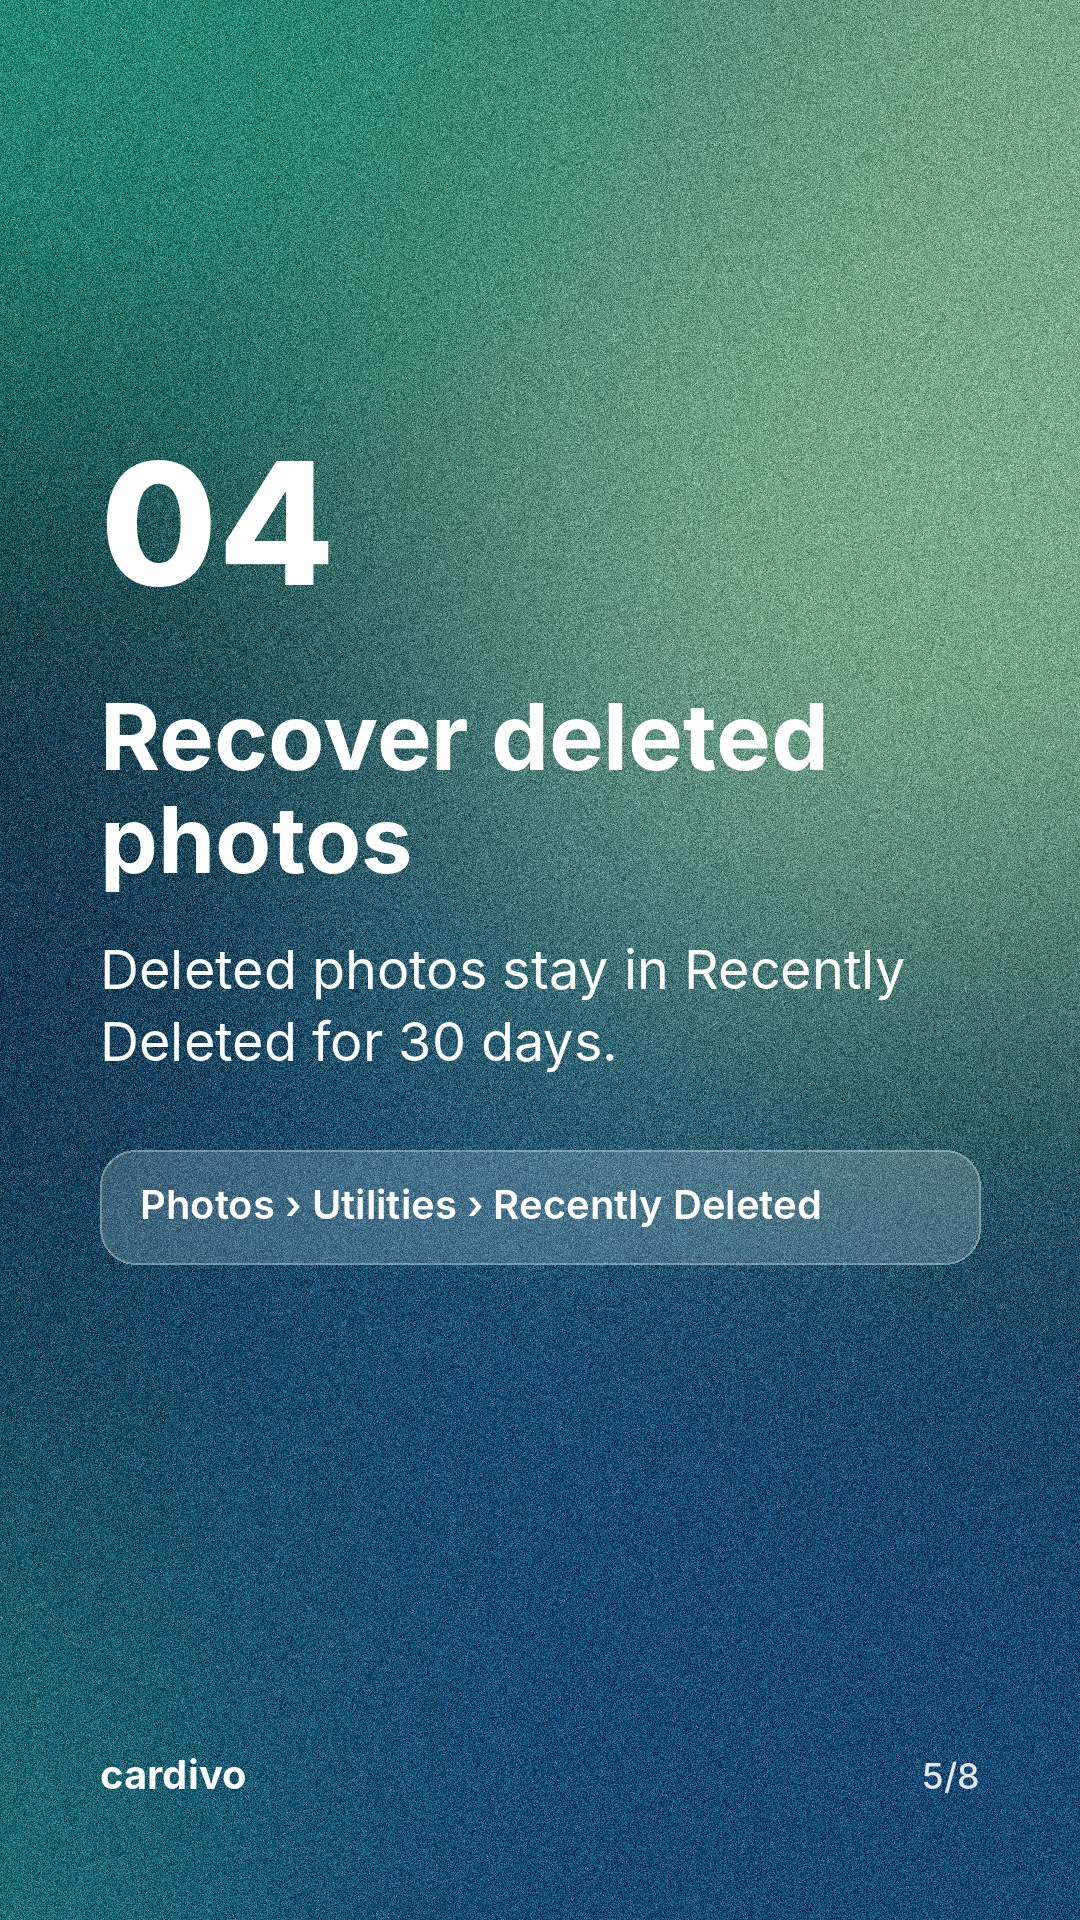 04
Recover deleted
photos
Deleted photos stay in Recently
Deleted for 30 days.
Photos › Utilities › Recently Deleted
cardivo
5/8